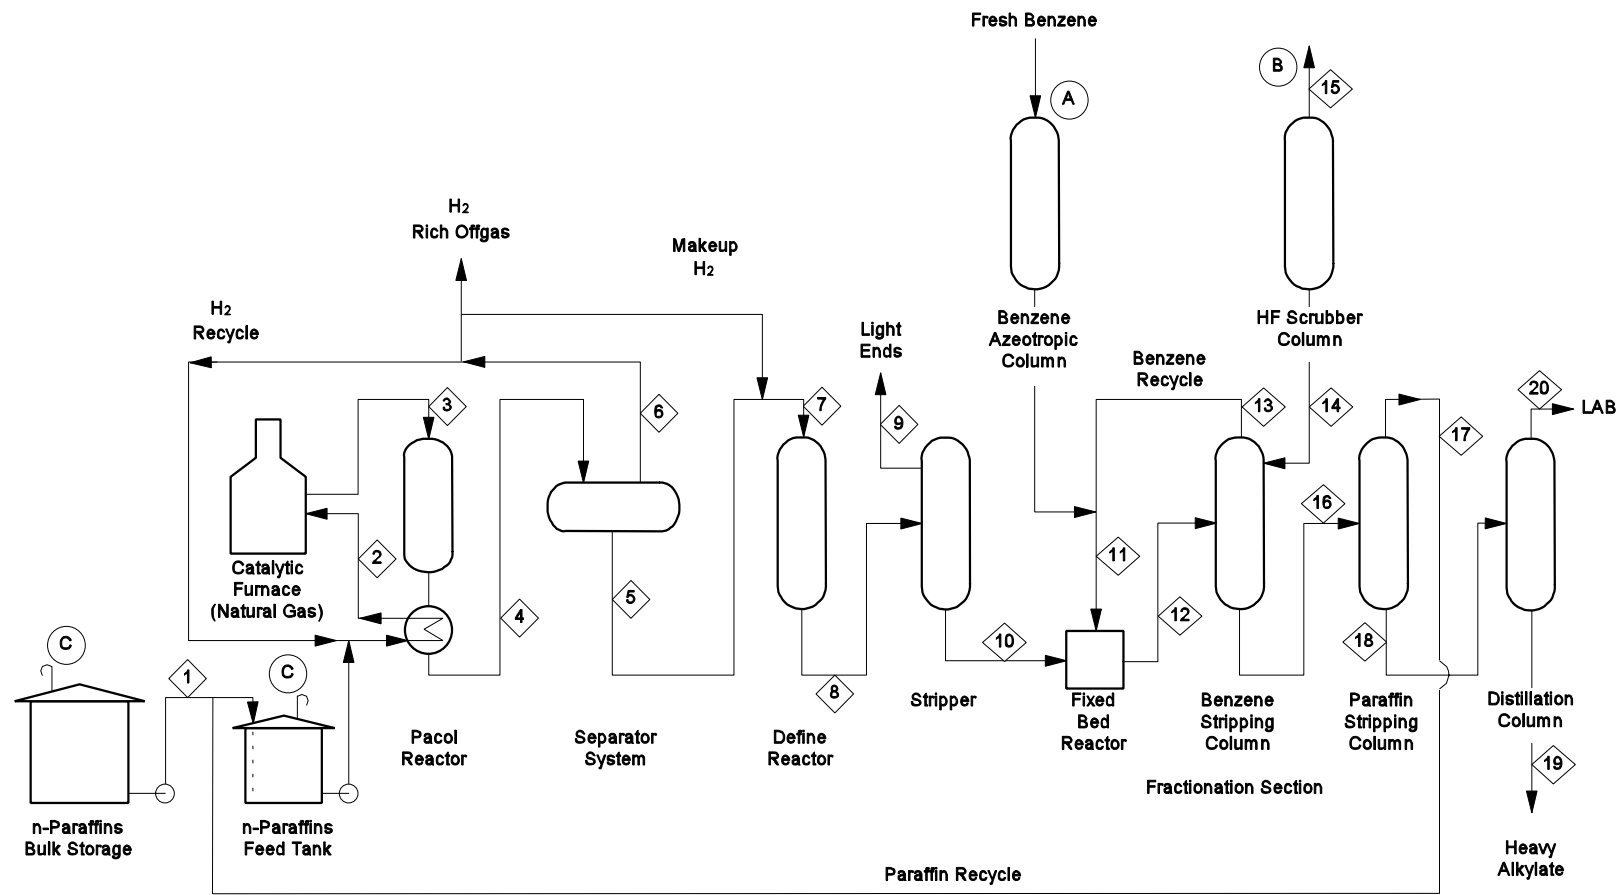 Fresh Benzene
A
B
15
H2
Rich Offgas
Makeup
H2
H2
Recycle
Light
Ends
Benzene
Azeotropic
Column
HF Scrubber
Column
Benzene
Recycle
3
6
7
9
13
14
17
20
LAB
2
4
5
8
10
11
12
16
18
Catalytic
Furnace
(Natural Gas)
C
C
1
Pacol
Reactor
Separator
System
Define
Reactor
Stripper
Fixed
Bed
Reactor
Benzene
Stripping
Column
Paraffin
Stripping
Column
Distillation
Column
19
Fractionation Section
n-Paraffins
Bulk Storage
n-Paraffins
Feed Tank
Heavy
Alkylate
Paraffin Recycle